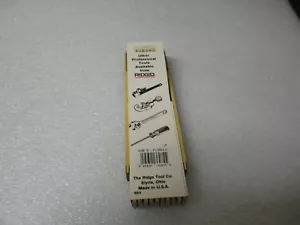 Other
Professional
Tools
Available
from
RIDGID
The Ridge Tool Co.
Elyria, Ohio
Made in U.S.A.